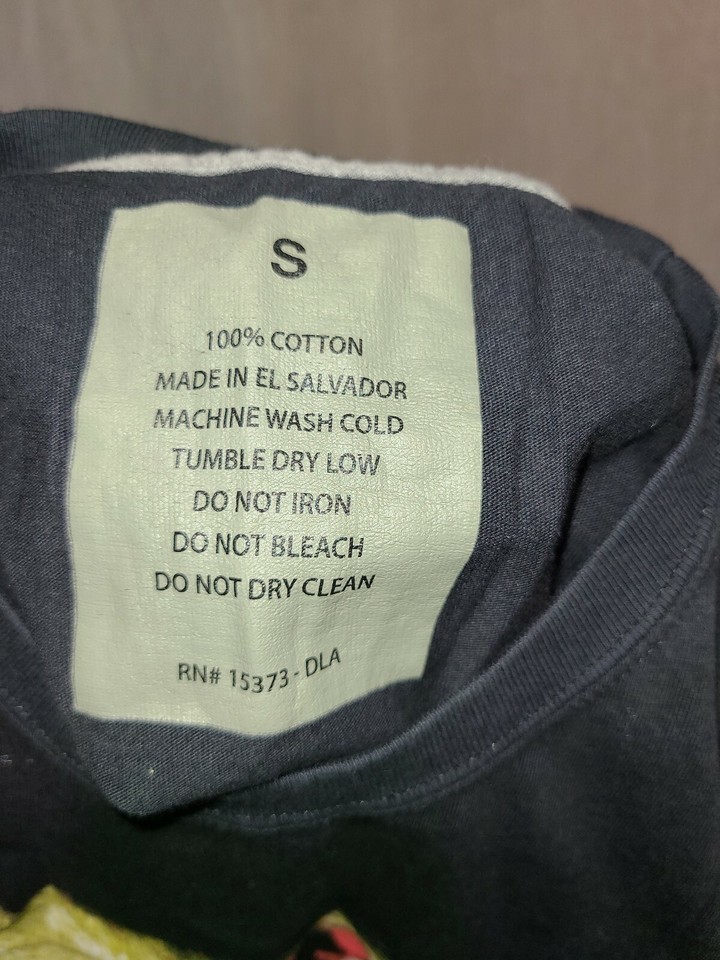 S
100% COTTON
MADE IN EL SALVADOR
MACHINE WASH COLD
TUMBLE DRY LOW
DO NOT IRON
DO NOT BLEACH
DO NOT DRY CLEAN
RN# 15373 - DLA